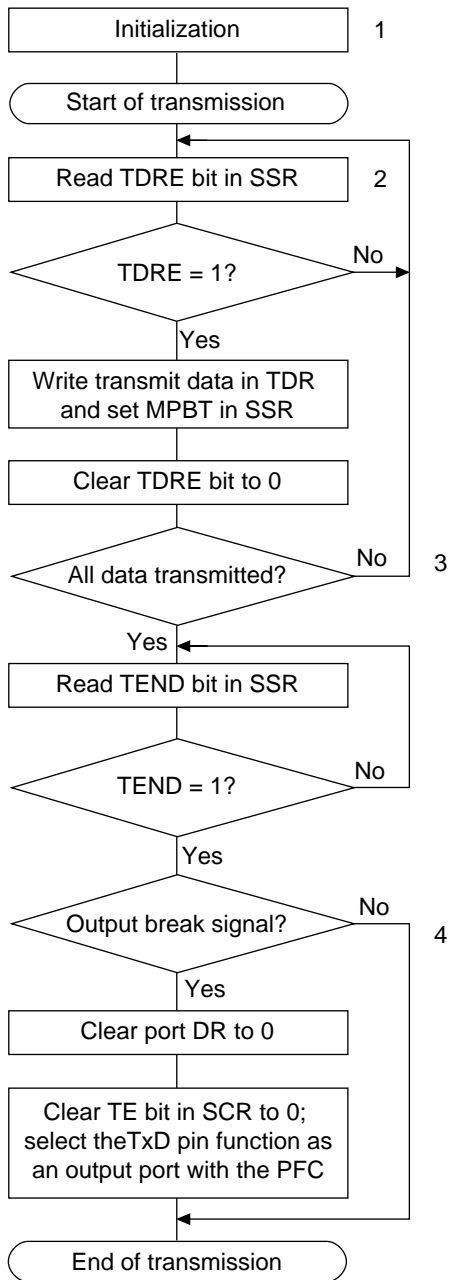 Initialization
1
Start of transmission
Read TDRE bit in SSR
2
TDRE = 1?
No
Yes
Write transmit data in TDR
and set MPBT in SSR
Clear TDRE bit to 0
All data transmitted?
No
3
Yes
Read TEND bit in SSR
TEND = 1?
No
Yes
Output break signal?
No
4
Yes
Clear port DR to 0
Clear TE bit in SCR to 0;
select theTxD pin function as
an output port with the PFC
End of transmission